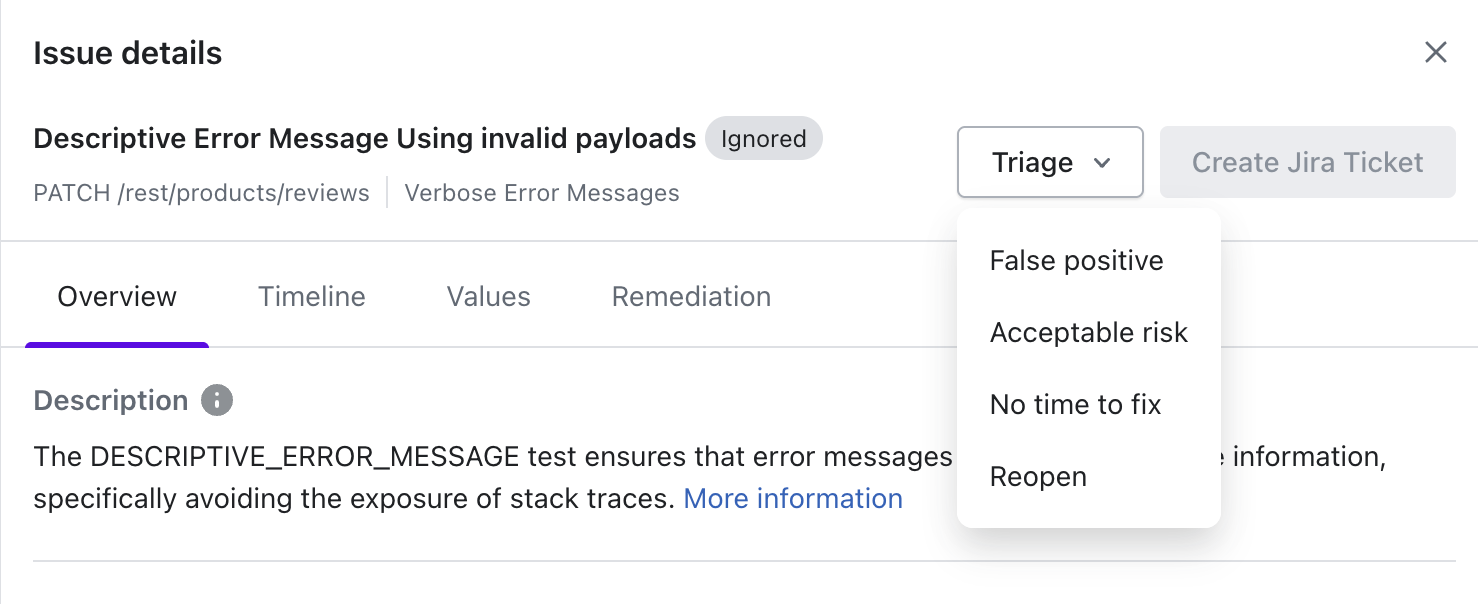 Issue details
Descriptive Error Message Using invalid payloads Ignored
Triage
Create Jira Ticket
PATCH /rest/products/reviews Verbose Error Messages
False positive
Acceptable risk
No time to fix
Reopen
Overview Timeline Values Remediation
Description
The DESCRIPTIVE_ERROR_MESSAGE test ensures that error messages information,
specifically avoiding the exposure of stack traces. More information